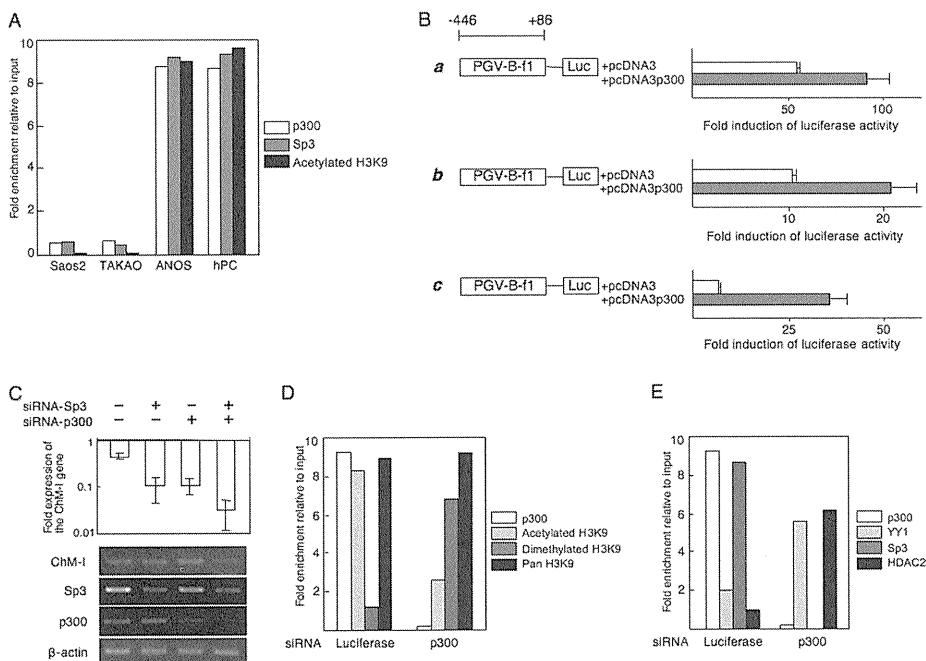 A
Fold enrichment relative to input
10
8
6
4
2
0
Saos2 TAKAO ANOS hPC
p300
Sp3
Acetylated H3K9
B
-446 +86
a PGV-B-f1 Luc +pcDNA3
+pcDNA3p300
50 100
Fold induction of luciferase activity
b PGV-B-f1 Luc +pcDNA3
+pcDNA3p300
10 20
Fold induction of luciferase activity
c PGV-B-f1 Luc +pcDNA3
+pcDNA3p300
25 50
Fold induction of luciferase activity
C
siRNA-Sp3 − + − +
siRNA-p300 − − + +
Fold expression of
the ChM-I gene
1
0.1
0.01
ChM-I
Sp3
p300
β-actin
D
Fold enrichment relative to input
10
8
6
4
2
siRNA Luciferase p300
p300
Acetylated H3K9
Dimethylated H3K9
Pan H3K9
E
Fold enrichment relative to input
10
8
6
4
2
siRNA Luciferase p300
p300
YY1
Sp3
HDAC2